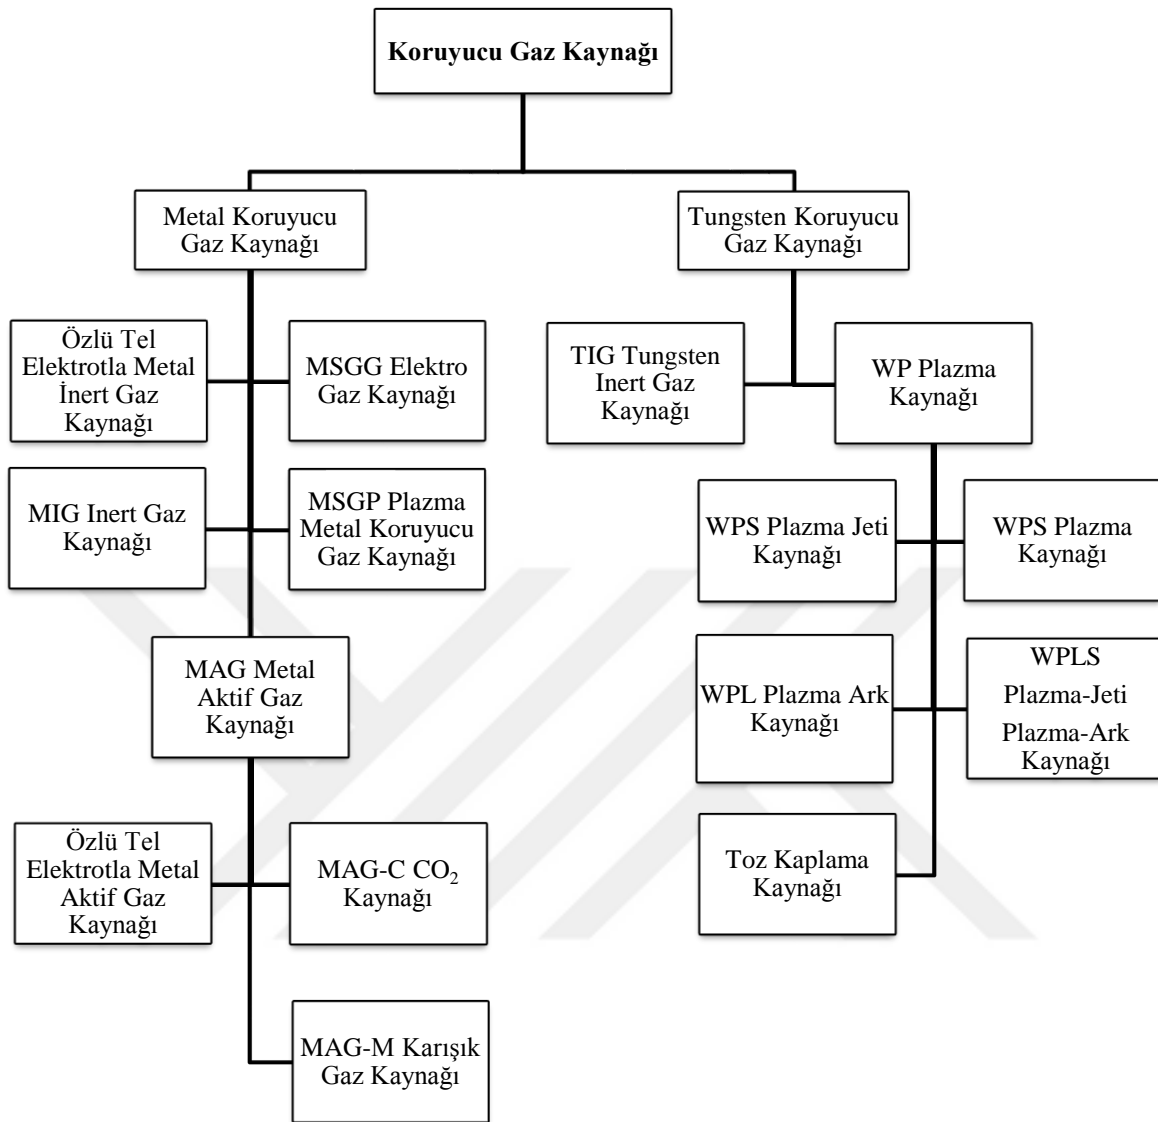 Koruyucu Gaz Kaynağı
Metal Koruyucu
Gaz Kaynağı
Tungsten Koruyucu
Gaz Kaynağı
Özlü Tel
Elektrotla Metal
İnert Gaz
Kaynağı
MSGG Elektro
Gaz Kaynağı
TIG Tungsten
Inert Gaz
Kaynağı
WP Plazma
Kaynağı
MIG Inert Gaz
Kaynağı
MSGP Plazma
Metal Koruyucu
Gaz Kaynağı
WPS Plazma Jeti
Kaynağı
WPS Plazma
Kaynağı
MAG Metal
Aktif Gaz
Kaynağı
WPL Plazma Ark
Kaynağı
WPLS
Plazma-Jeti
Plazma-Ark
Kaynağı
Özlü Tel
Elektrotla Metal
Aktif Gaz
Kaynağı
MAG-C CO₂
Kaynağı
Toz Kaplama
Kaynağı
MAG-M Karışık
Gaz Kaynağı